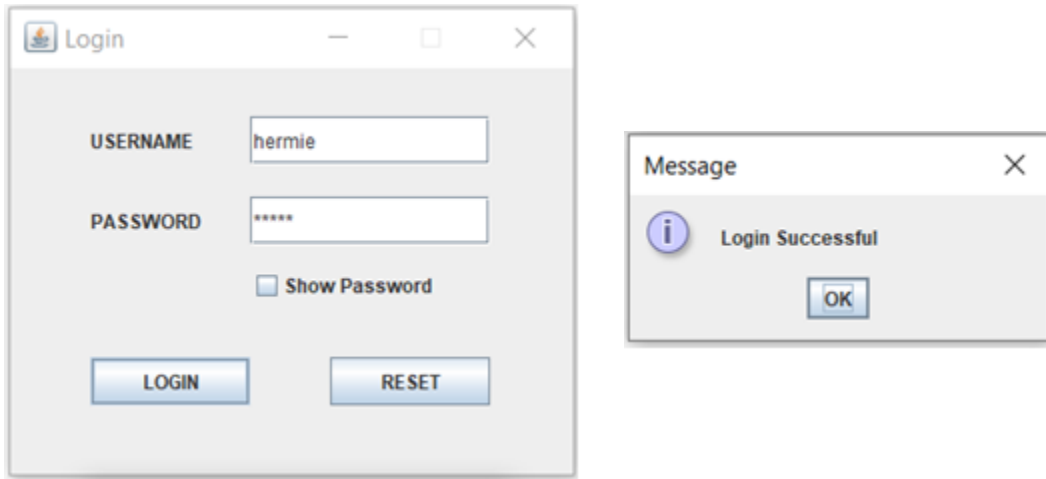 Login
USERNAME hermie
PASSWORD *****
Show Password
LOGIN RESET
Message
i Login Successful
OK